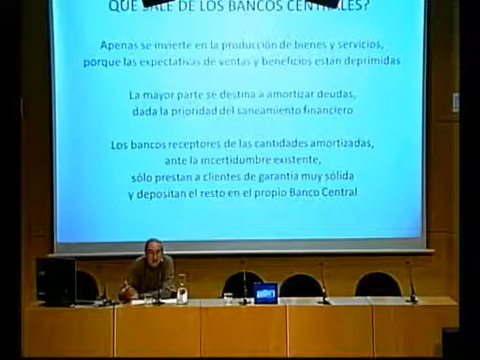 QUÉ SALE DE LOS BANCOS CENTRALES?
Apenas se invierte en la producción de bienes y servicios,
porque las expectativas de ventas y beneficios están deprimidas
La mayor parte se destina a amortizar deudas,
dada la prioridad del saneamiento financiero
Los bancos receptores de las cantidades amortizadas,
ante la incertidumbre existente,
sólo prestan a clientes de garantía muy sólida
y depositan el resto en el propio Banco Central